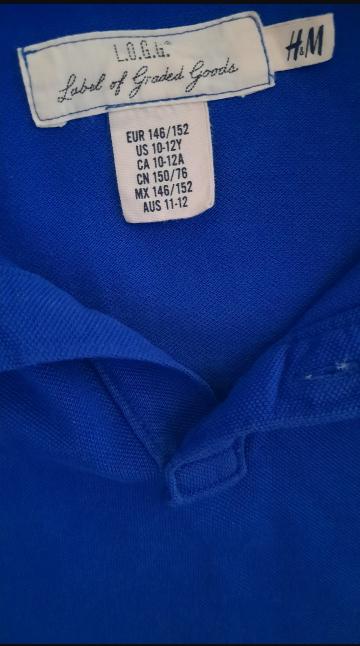 L.O.G.G.
H&M
Label of Graded Goods
EUR 146/152
US 10-12Y
CA 10-12A
CN 150/76
MX 146/152
AUS 11-12